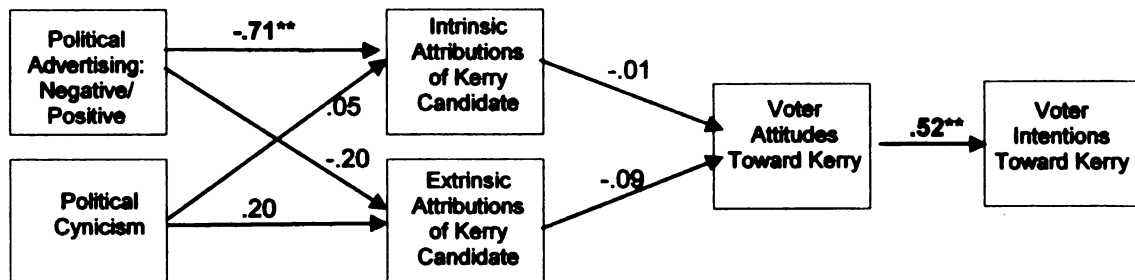 Political
Advertising:
Negative/
Positive
-.71**
Intrinsic
Attributions
of Kerry
Candidate
-.01
.05
Voter
Attitudes
Toward Kerry
.52**
Voter
Intentions
Toward Kerry
-.20
Political
Cynicism
.20
Extrinsic
Attributions
of Kerry
Candidate
-.09